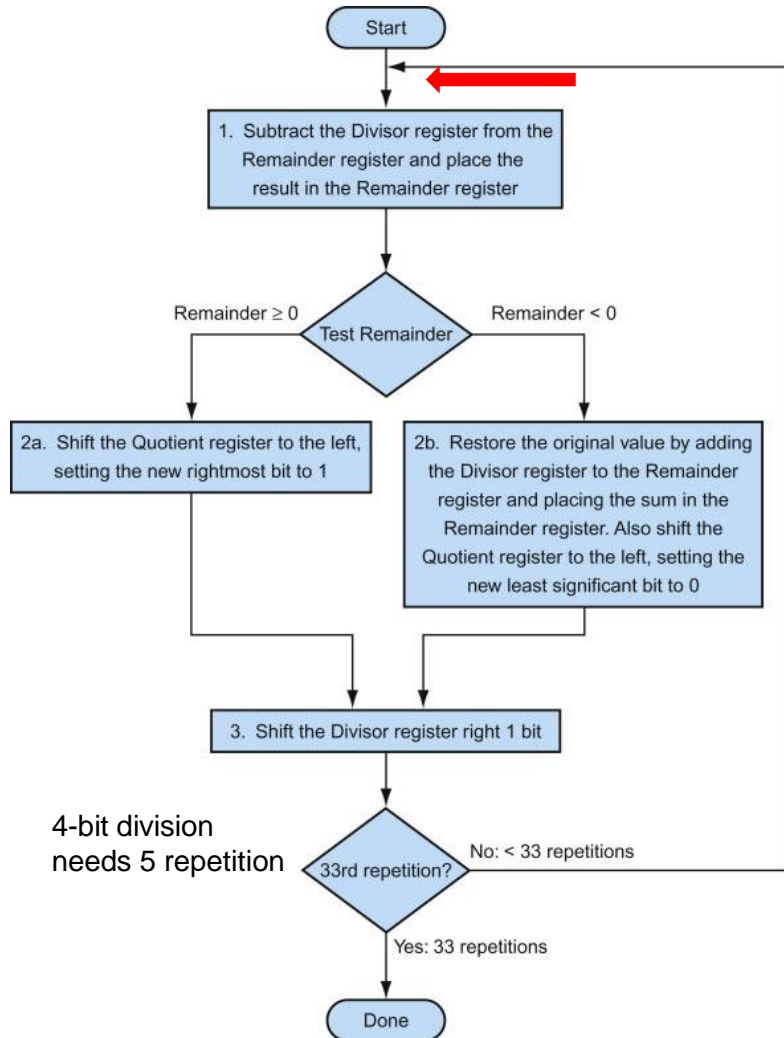 Start
1. Subtract the Divisor register from the
Remainder register and place the
result in the Remainder register
Remainder ≥ 0
Test Remainder
Remainder < 0
2a. Shift the Quotient register to the left,
setting the new rightmost bit to 1
2b. Restore the original value by adding
the Divisor register to the Remainder
register and placing the sum in the
Remainder register. Also shift the
Quotient register to the left, setting the
new least significant bit to 0
3. Shift the Divisor register right 1 bit
4-bit division
needs 5 repetition
33rd repetition?
No: < 33 repetitions
Yes: 33 repetitions
Done